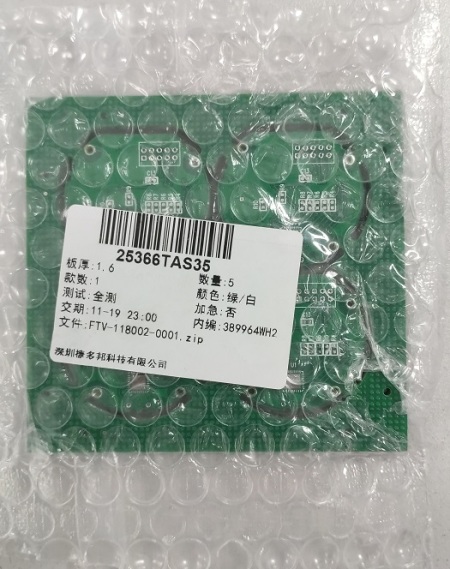 25366TAS35
板厚:1.6 数量:5
款数:1 颜色:绿/白
测试:全测 加急:否
交期:11-19 23:00 内编:389964WH2
文件:FTV-118002-0001.zip
深圳捷多邦科技有限公司